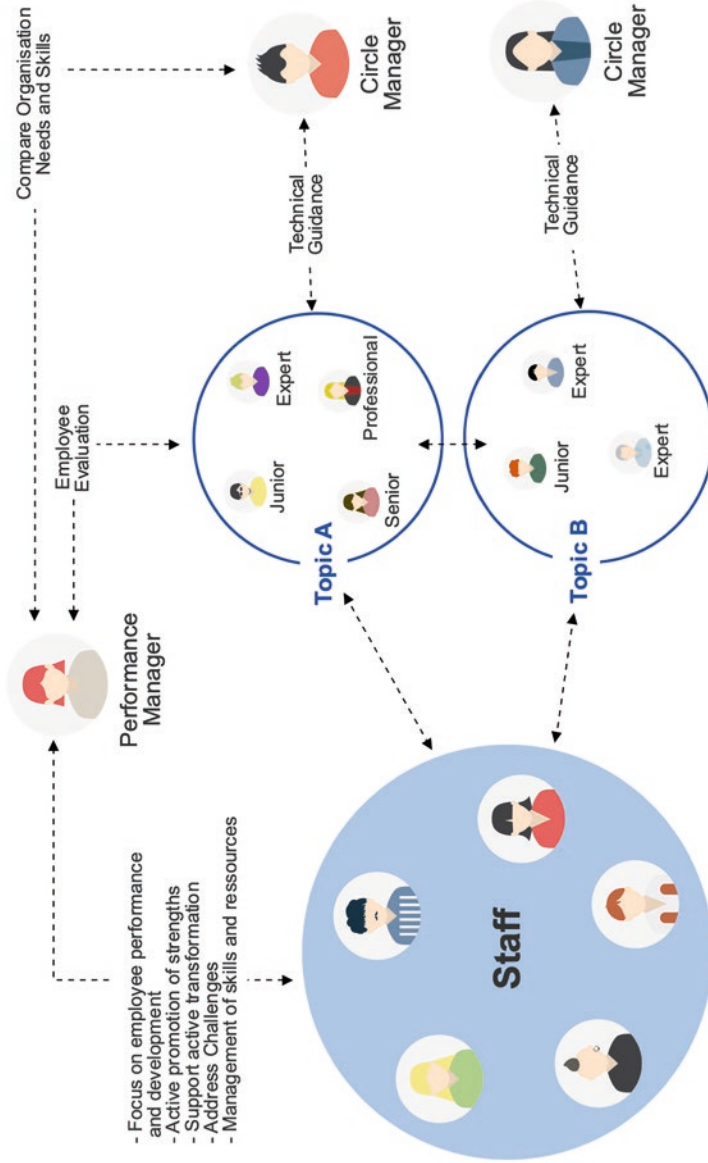 - Focus on employee performance
and development
- Active promotion of strengths
- Support active transformation
- Address Challenges
- Management of skills and ressources
Performance
Manager
Employee
Evaluation
Compare Organisation
Needs and Skills
Staff
Topic A
Junior
Expert
Senior
Professional
Technical
Guidance
Circle
Manager
Topic B
Junior
Expert
Expert
Technical
Guidance
Circle
Manager